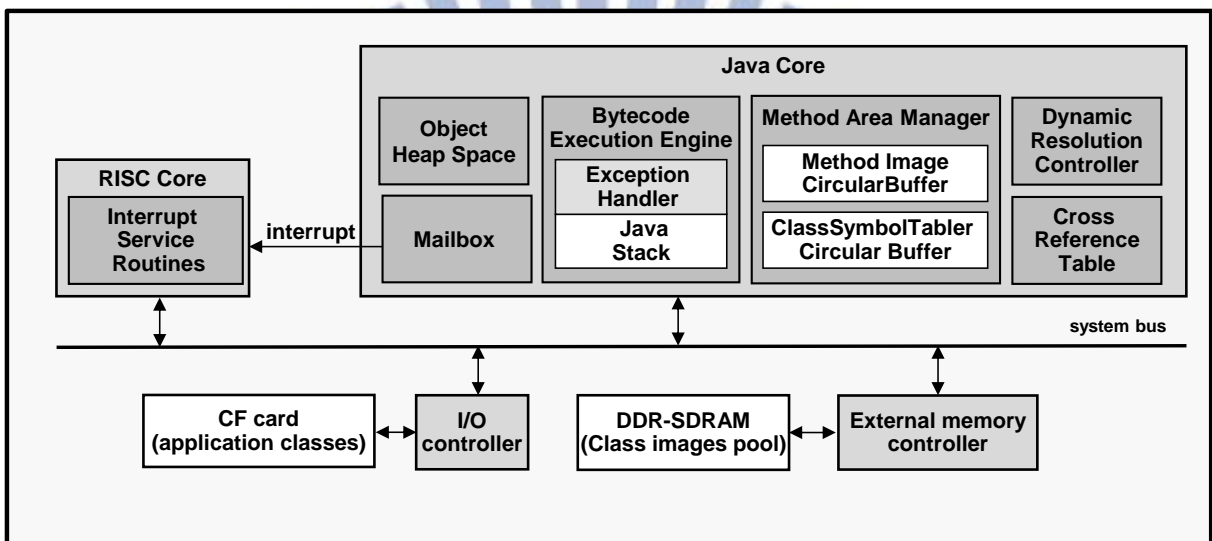 Java Core
Object
Heap Space
Mailbox
Bytecode
Execution Engine
Exception
Handler
Java
Stack
Method Area Manager
Method Image
CircularBuffer
ClassSymbolTabler
Circular Buffer
Dynamic
Resolution
Controller
Cross
Reference
Table
RISC Core
Interrupt
Service
Routines
interrupt
system bus
CF card
(application classes)
I/O
controller
DDR-SDRAM
(Class images pool)
External memory
controller